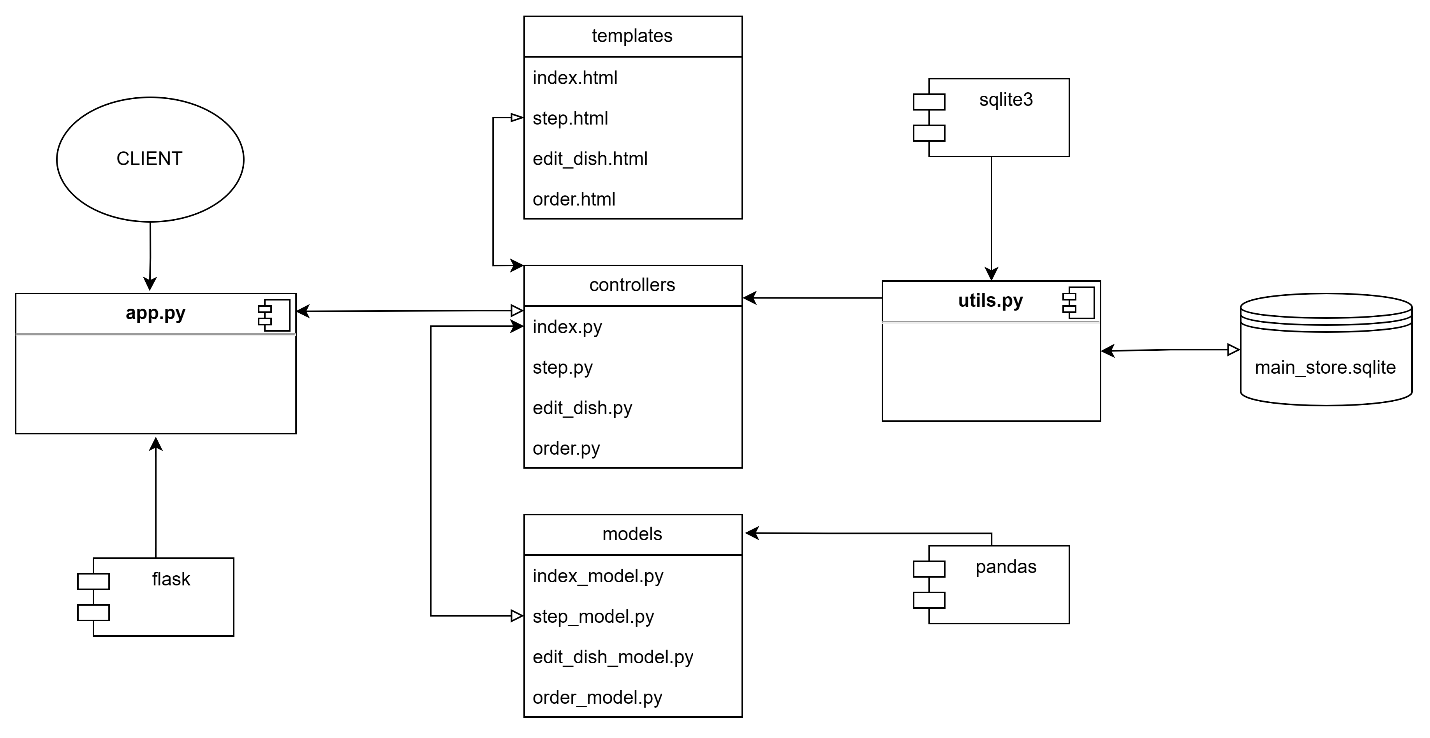 templates
index.html
step.html
edit_dish.html
order.html
sqlite3
CLIENT
app.py
controllers
index.py
step.py
edit_dish.py
order.py
utils.py
main_store.sqlite
flask
models
index_model.py
step_model.py
edit_dish_model.py
order_model.py
pandas